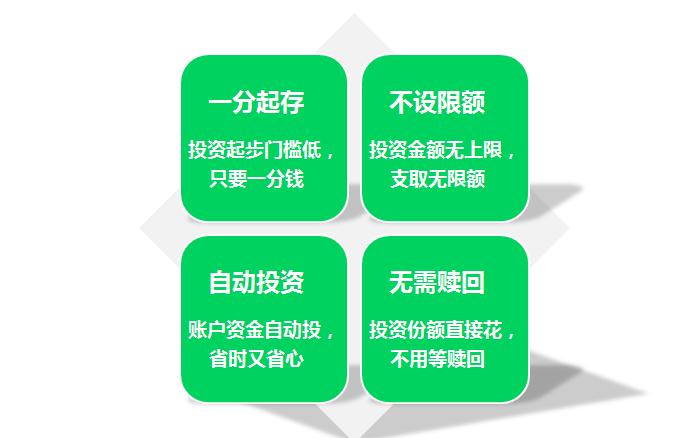 一分起存
投资起步门槛低，
只要一分钱
不设限额
投资金额无上限，
支取无限额
自动投资
账户资金自动投，
省时又省心
无需赎回
投资份额直接花，
不用等赎回